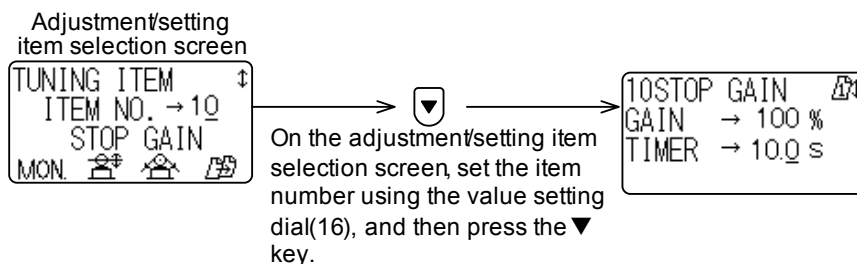 Adjustment/setting
item selection screen
TUNING ITEM
ITEM NO. →10
STOP GAIN
MON.
On the adjustment/setting item
selection screen, set the item
number using the value setting
dial(16), and then press the ▼
key.
10STOP GAIN
GAIN → 100 %
TIMER → 10.0 s